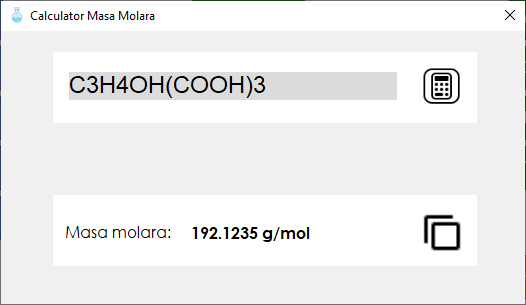 Calculator Masa Molara
C3H4OH(COOH)3
Masa molara: 192.1235 g/mol